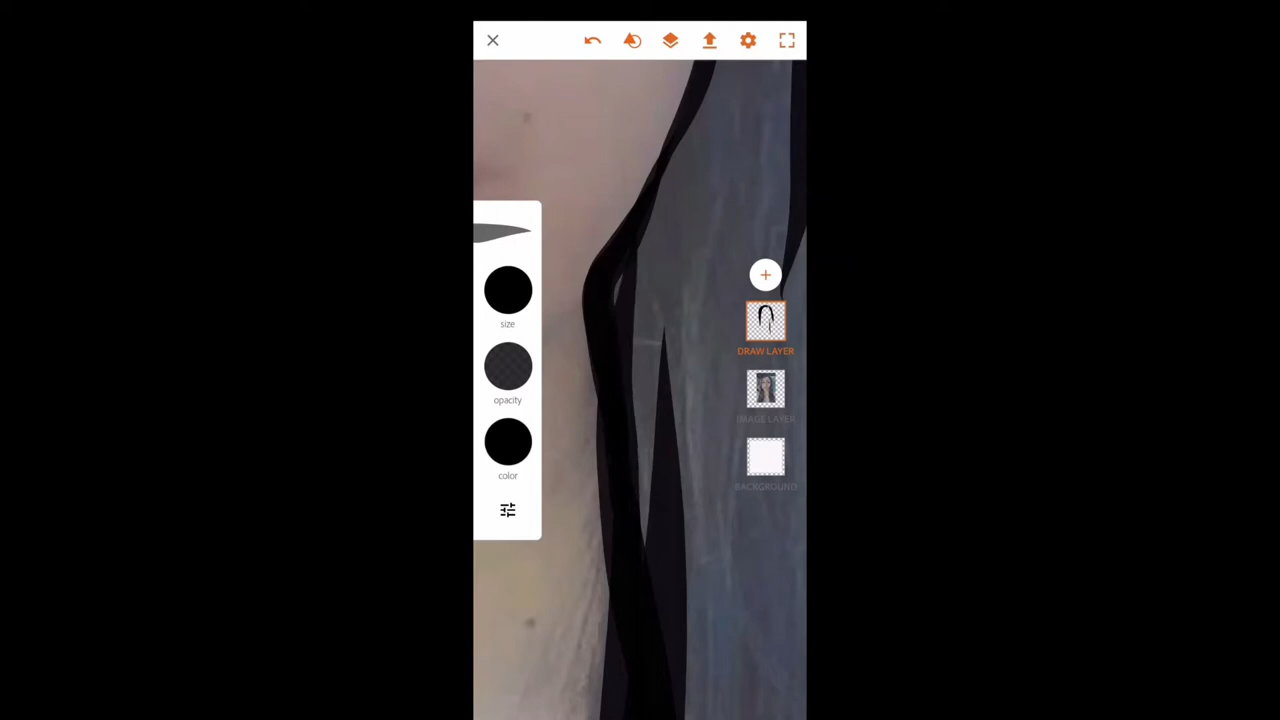 size
opacity
color
DRAW LAYER
IMAGE LAYER
BACKGROUND